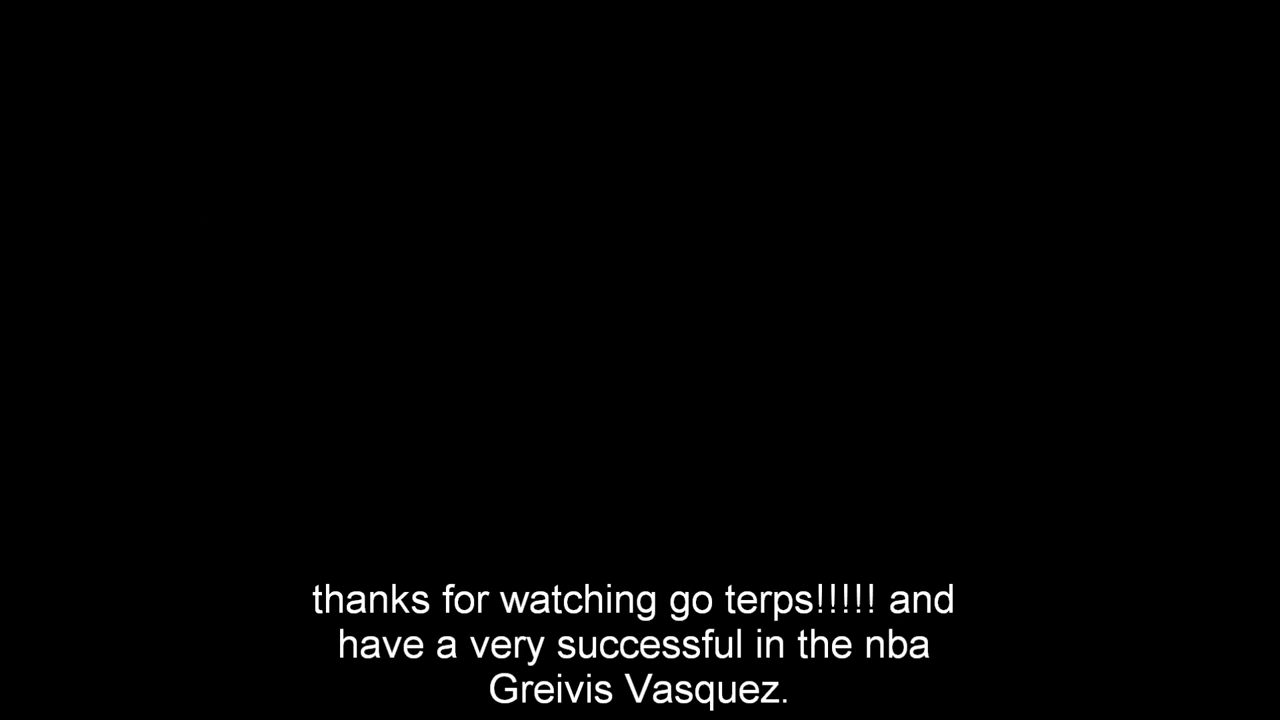 thanks for watching go terps!!!!! and
have a very successful in the nba
Greivis Vasquez.